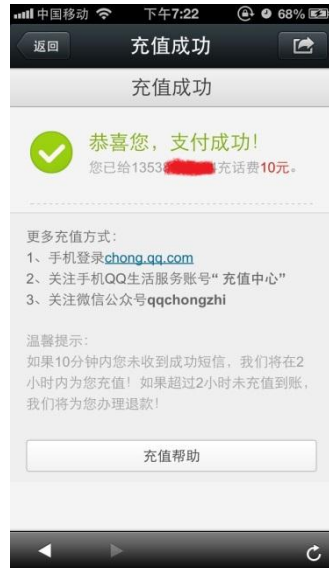 中国移动 下午7:22 68%
返回 充值成功
充值成功
恭喜您，支付成功！
您已给1353 充话费10元。
更多充值方式：
1、手机登录chong.qq.com
2、关注手机QQ生活服务账号“充值中心”
3、关注微信公众号qqchongzhi
温馨提示：
如果10分钟内您未收到成功短信，我们将在2
小时内为您充值！如果超过2小时未充值到账，
我们将为您办理退款！
充值帮助